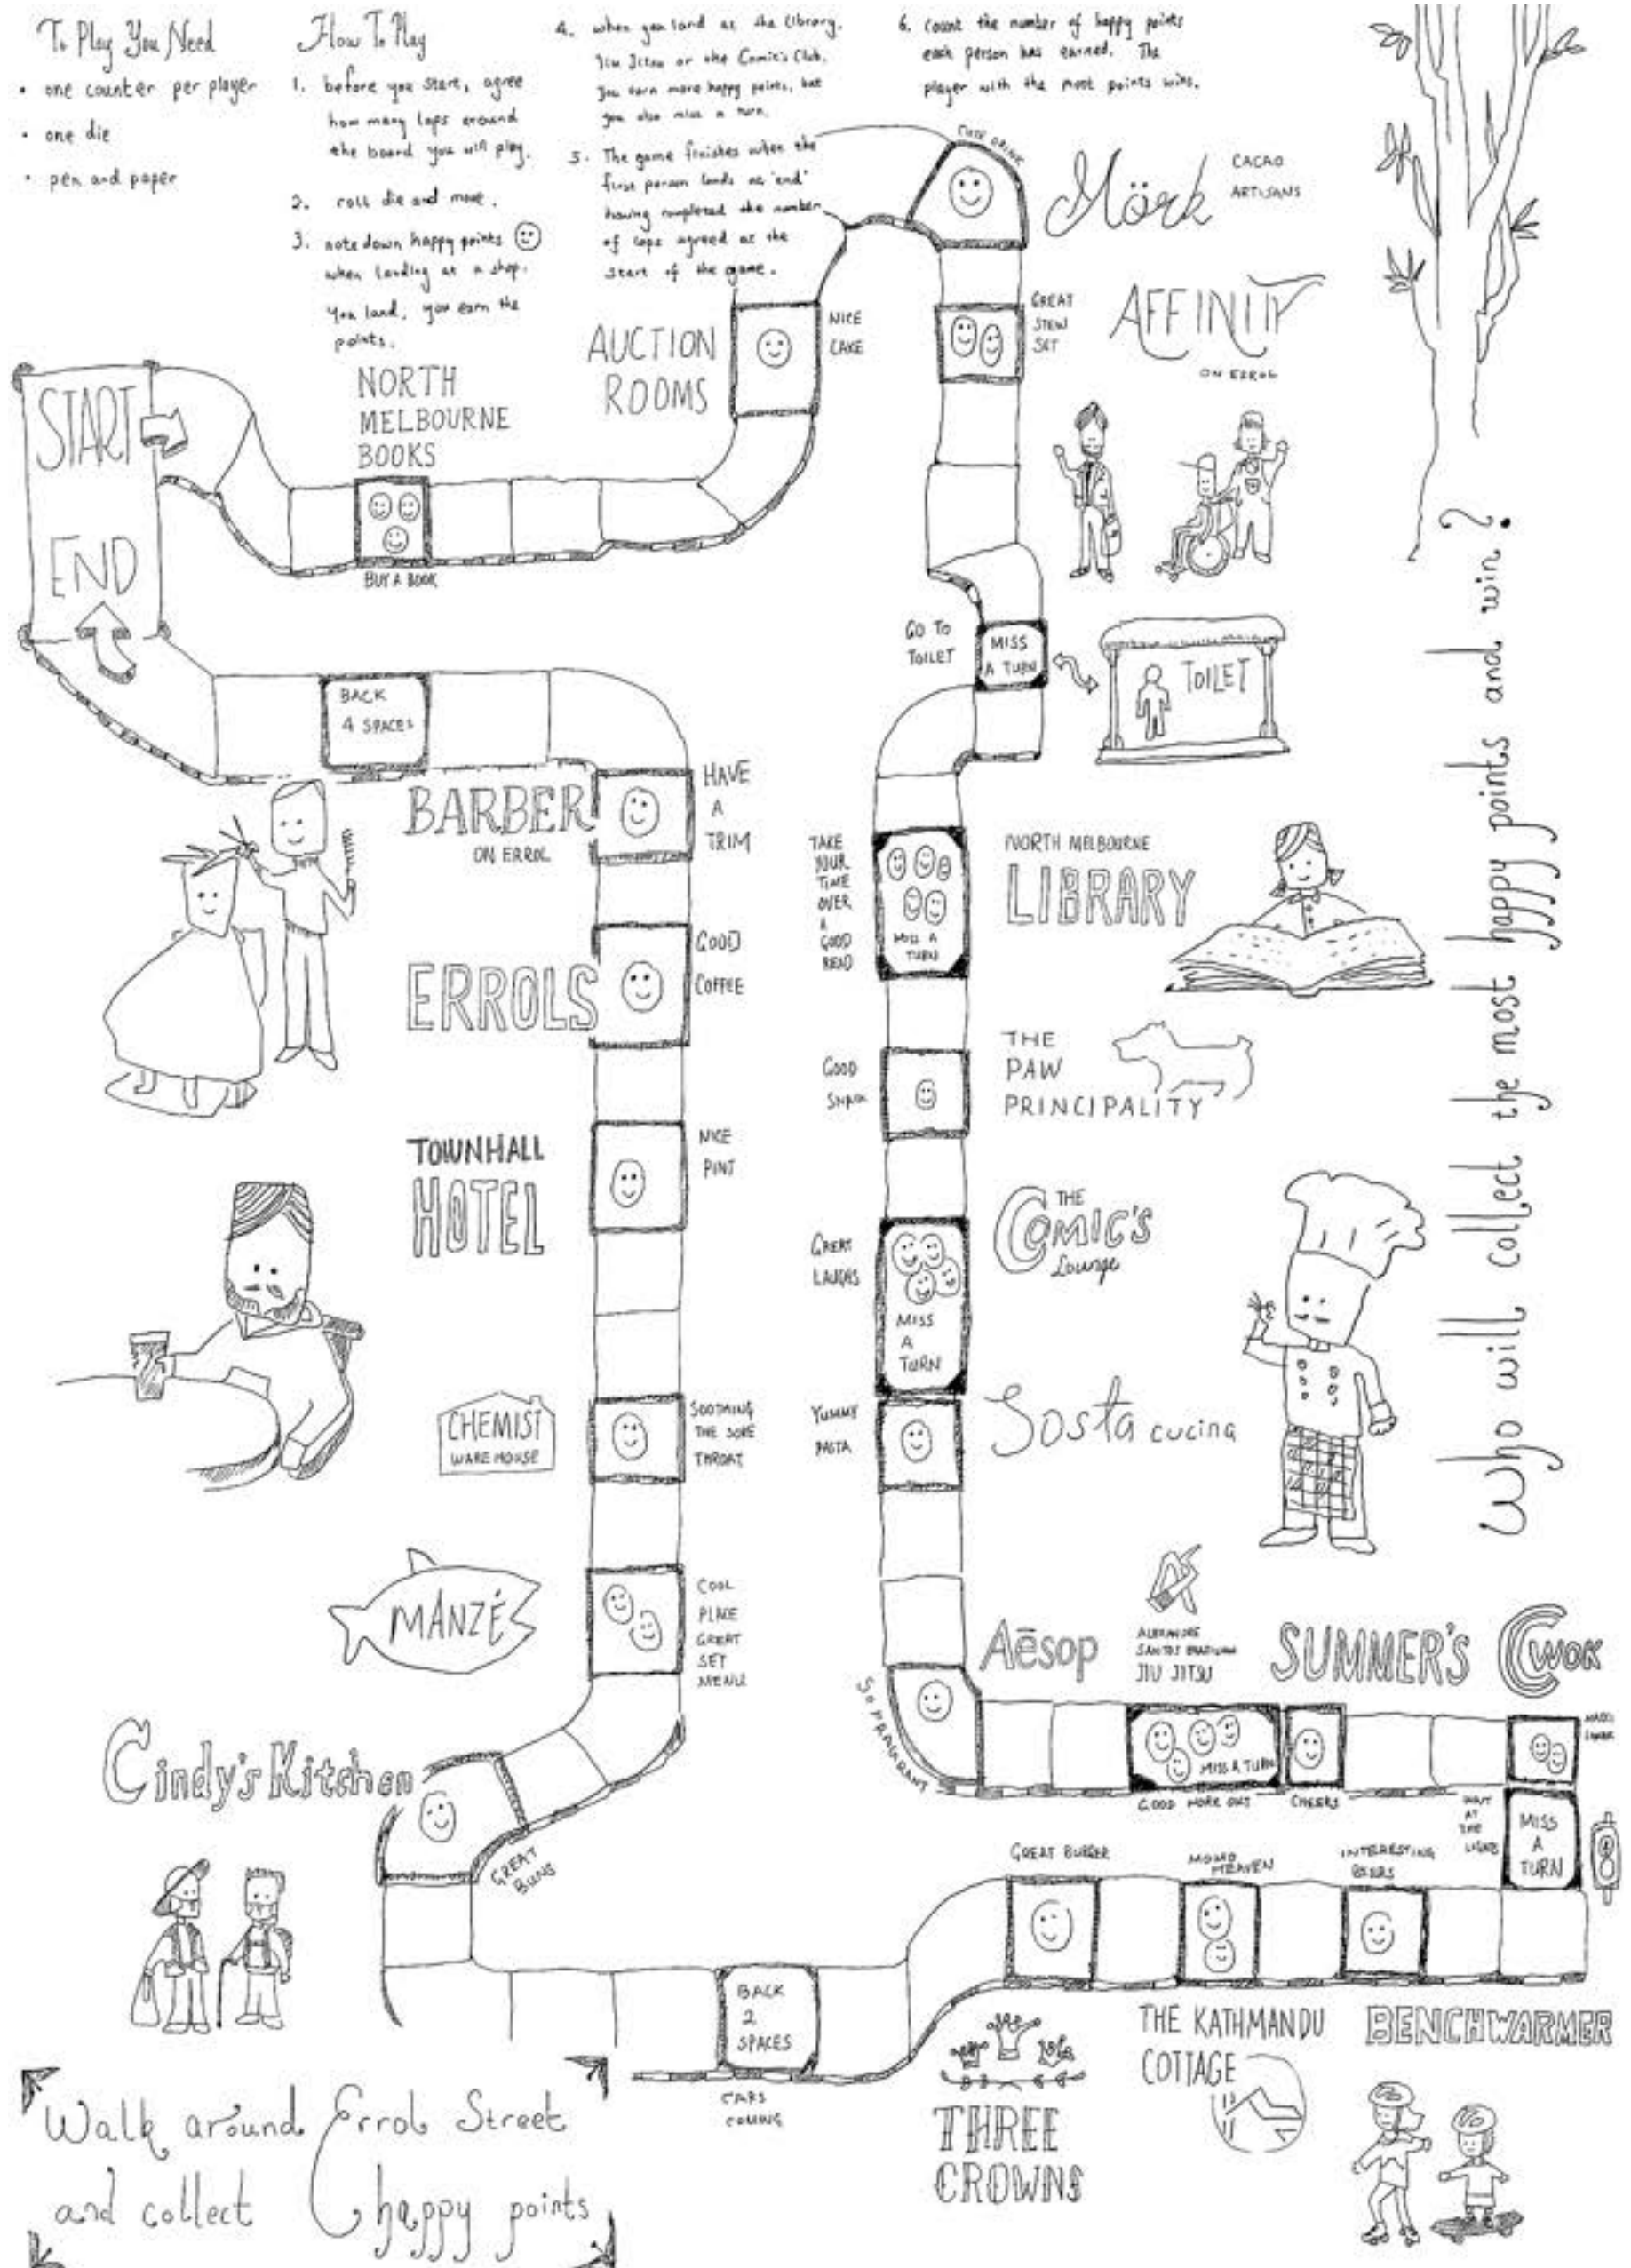 To Play You Need
• one counter per player
• one die
• pen and paper
How To Play
1. before you start, agree
how many laps around
the board you will play.
2. roll die and move.
3. note down happy points
when landing at a shop.
You land, you earn the
points.
4. when you land at the library,
Jiu Jitsu or the Comic's Club,
you earn more happy points, but
you also miss a turn.
5. The game finishes when the
first person lands at 'end'
having completed the number
of laps agreed at the
start of the game.
6. count the number of happy points
each person has earned. The
player with the most points wins.
START
END
NORTH
MELBOURNE
BOOKS
BUY A BOOK
AUCTION
ROOMS
NICE
CAKE
CUTE DRINK
Mörk
CACAO
ARTISANS
GREAT
STEW
SET
AFFINITY
ON ERROL
GO TO
TOILET
MISS
A TURN
TOILET
TAKE
YOUR
TIME
OVER
A
GOOD
READ
MISS A
TURN
NORTH MELBOURNE
LIBRARY
GOOD
SNACK
THE
PAW
PRINCIPALITY
GREAT
LAUGHS
MISS
A
TURN
THE
COMIC'S
Lounge
YUMMY
PASTA
Sosta cucina
SO FRAGRANT
Aēsop
ALEXANDRE
SANTOS BRAZILIAN
JIU JITSU
MISS A TURN
GOOD WORK OUT
SUMMER'S
CHEERS
C WOK
WAIT
AT
THE
LIGHTS
MISS
A
TURN
INTERESTING
BEERS
BENCHWARMER
MOMO
HEAVEN
THE KATHMANDU
COTTAGE
GREAT BURGER
THREE
CROWNS
BACK
2
SPACES
CARS
COMING
GREAT
BUNS
Cindy's Kitchen
MANZÉ
COOL
PLACE
GREAT
SET
MENU
CHEMIST
WAREHOUSE
SOOTHING
THE SORE
THROAT
TOWNHALL
HOTEL
NICE
PINT
ERROLS
GOOD
COFFEE
BARBER
ON ERROL
HAVE
A
TRIM
BACK
4 SPACES
Who will collect the most happy points and win?
Walk around Errol Street
and collect happy points